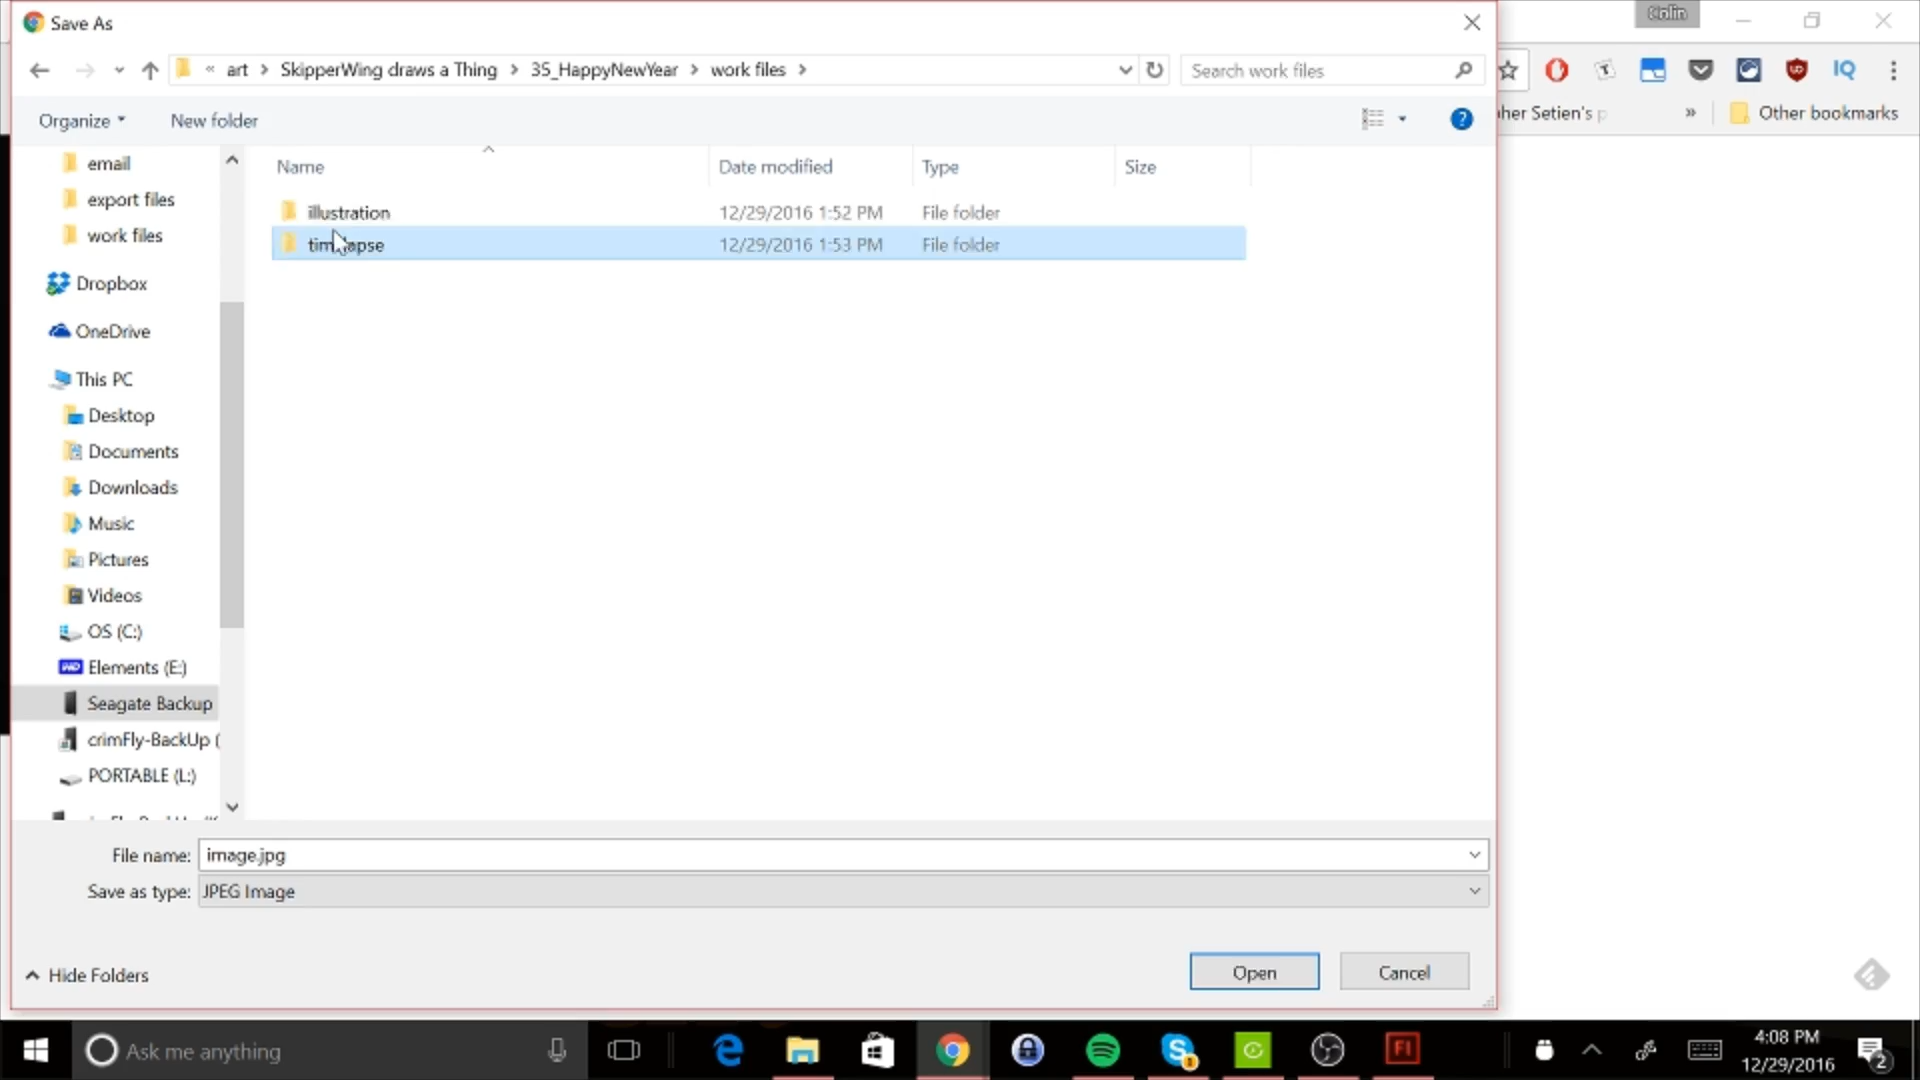 Save As
Colin
« art > SkipperWing draws a Thing > 35_HappyNewYear > work files >
Search work files
Organize
New folder
Setien's
» Other bookmarks
Name Date modified Type Size
illustration 12/29/2016 1:52 PM File folder
12/29/2016 1:53 PM File folder
email
export files
work files
Dropbox
OneDrive
This PC
Desktop
Documents
Downloads
Music
Pictures
Videos
OS (C:)
Elements (E:)
Seagate Backup
crimFly-BackUp (
PORTABLE (L:)
File name: image.jpg
Save as type: JPEG Image
Hide Folders
Open
Cancel
Ask me anything
4:08 PM
12/29/2016
2